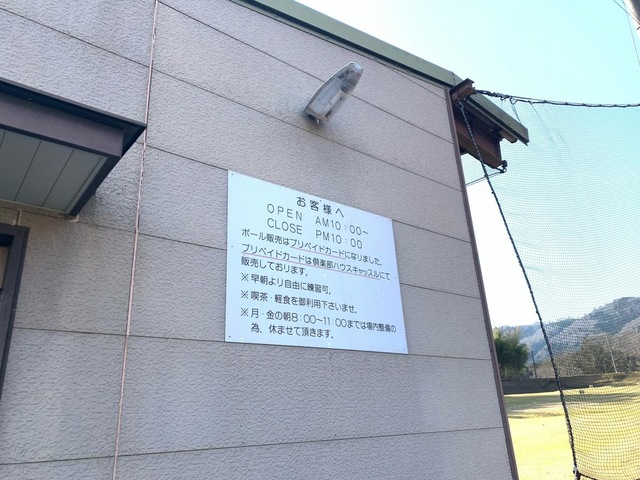 お客様へ
OPEN AM10:00~
CLOSE PM10:00
ボール販売はプリペイドカードになりました。
プリペイドカードは倶楽部ハウスキャッスルにて
販売しております。
※早朝より自由に練習可。
※喫茶・軽食を御利用下さいませ。
※月・金の朝8:00~11:00までは場内整備の
為、休ませて頂きます。